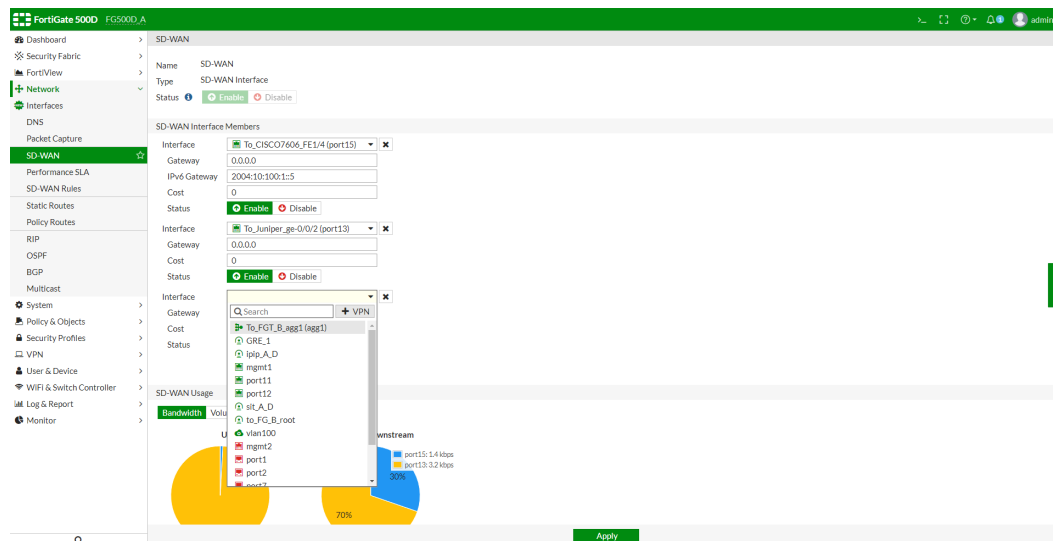 FortiGate 500D FG500D_A
admin
Dashboard
Security Fabric
FortiView
Network
Interfaces
DNS
Packet Capture
SD-WAN
Performance SLA
SD-WAN Rules
Static Routes
Policy Routes
RIP
OSPF
BGP
Multicast
System
Policy & Objects
Security Profiles
VPN
User & Device
WiFi & Switch Controller
Log & Report
Monitor
SD-WAN
Name SD-WAN
Type SD-WAN Interface
Status Enable Disable
SD-WAN Interface Members
Interface To_CISCO7606_FE1/4 (port15)
Gateway 0.0.0.0
IPv6 Gateway 2004:10:100:1::5
Cost 0
Status Enable Disable
Interface To_Juniper_ge-0/0/2 (port13)
Gateway 0.0.0.0
Cost 0
Status Enable Disable
Interface
Gateway
Cost
Status
Search + VPN
To_FGT_B_agg1 (agg1)
GRE_1
ipip_A_D
mgmt1
port11
port12
sit_A_D
to_FG_B_root
vlan100
mgmt2
port1
port2
port7
SD-WAN Usage
Bandwidth Volu
U
wnstream
port15: 1.4 kbps
port13: 3.2 kbps
30%
70%
Apply